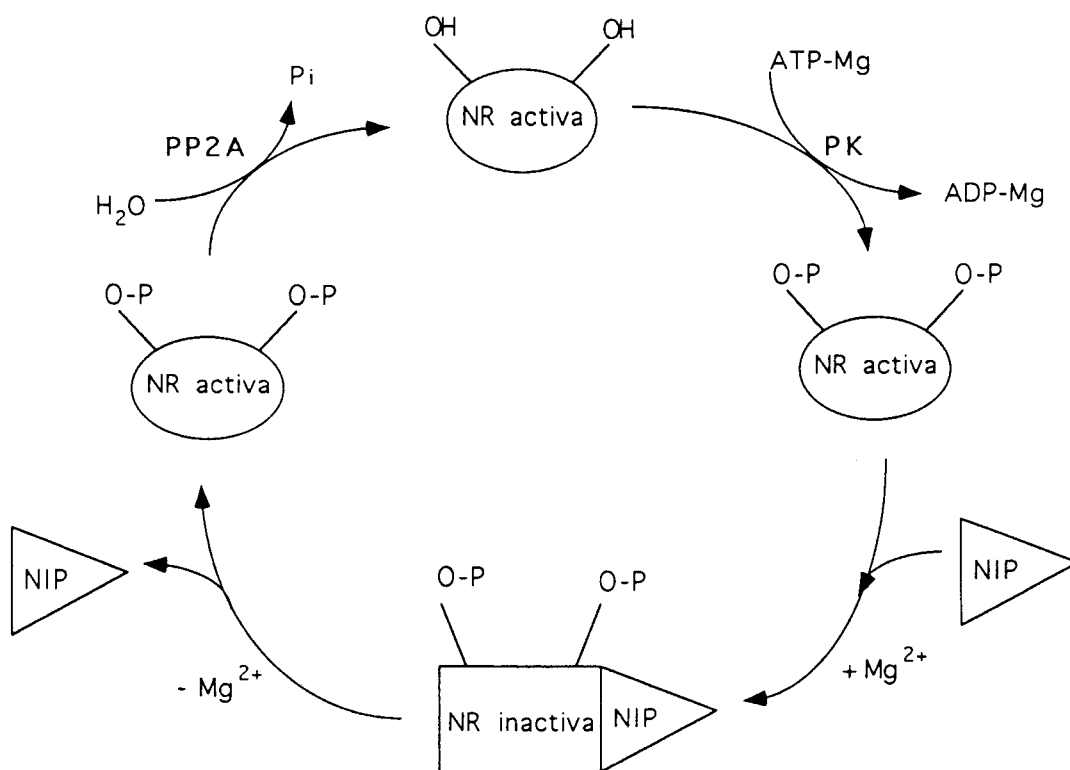 OH
OH
Pi
ATP-Mg
NR activa
PP2A
PK
H₂O
ADP-Mg
O-P
O-P
O-P
O-P
NR activa
NR activa
NIP
NIP
O-P
O-P
- Mg²⁺
+ Mg²⁺
NR inactiva
NIP